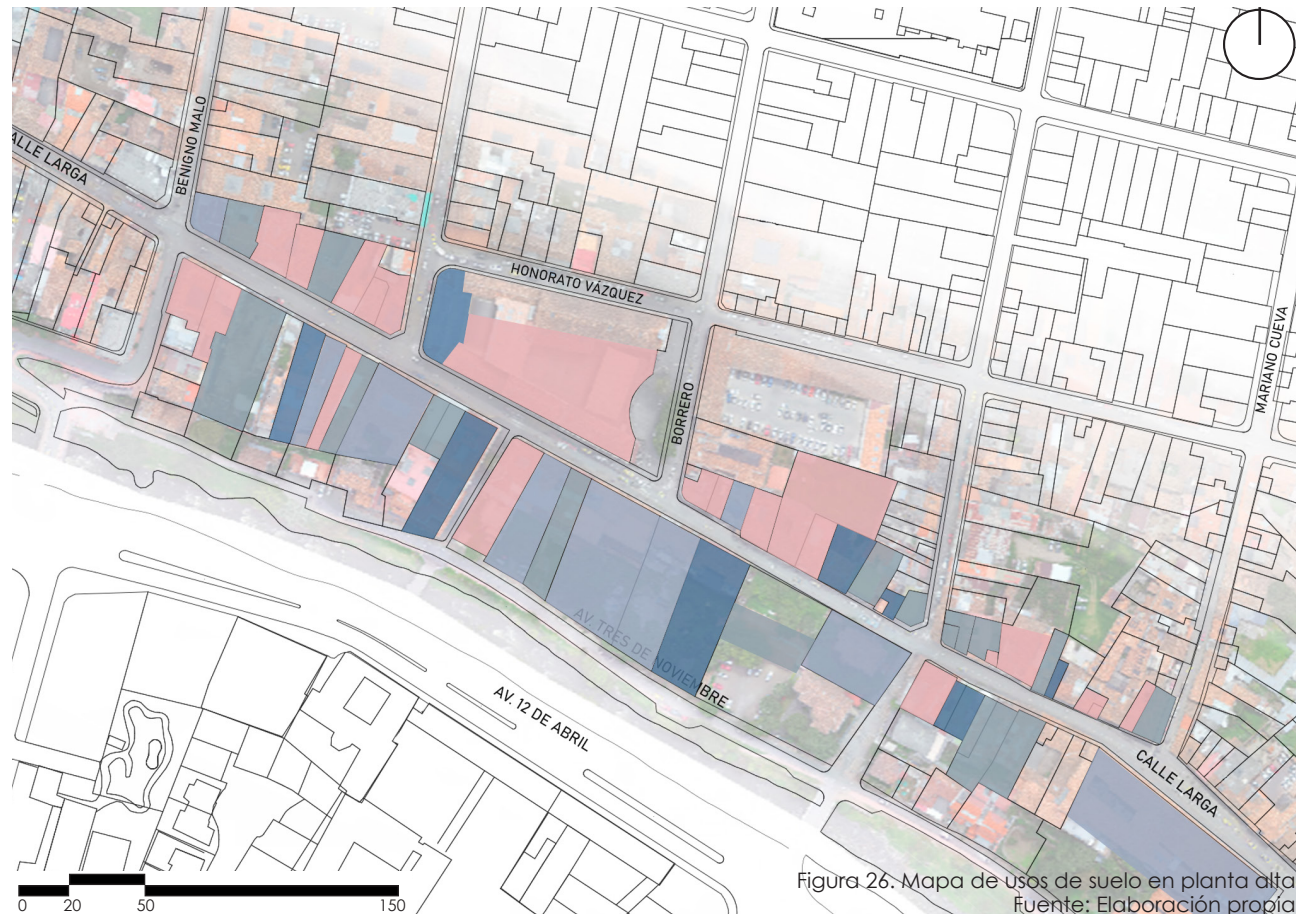 BENIGNO MALO
ALLE LARGA
HONORATO VÁZQUEZ
BORRERO
MARIANO CUEVA
AV. TRES DE NOVIEMBRE
AV. 12 DE ABRIL
CALLE LARGA
0 20 50 150
Figura 26. Mapa de usos de suelo en planta alta
Fuente: Elaboración propia